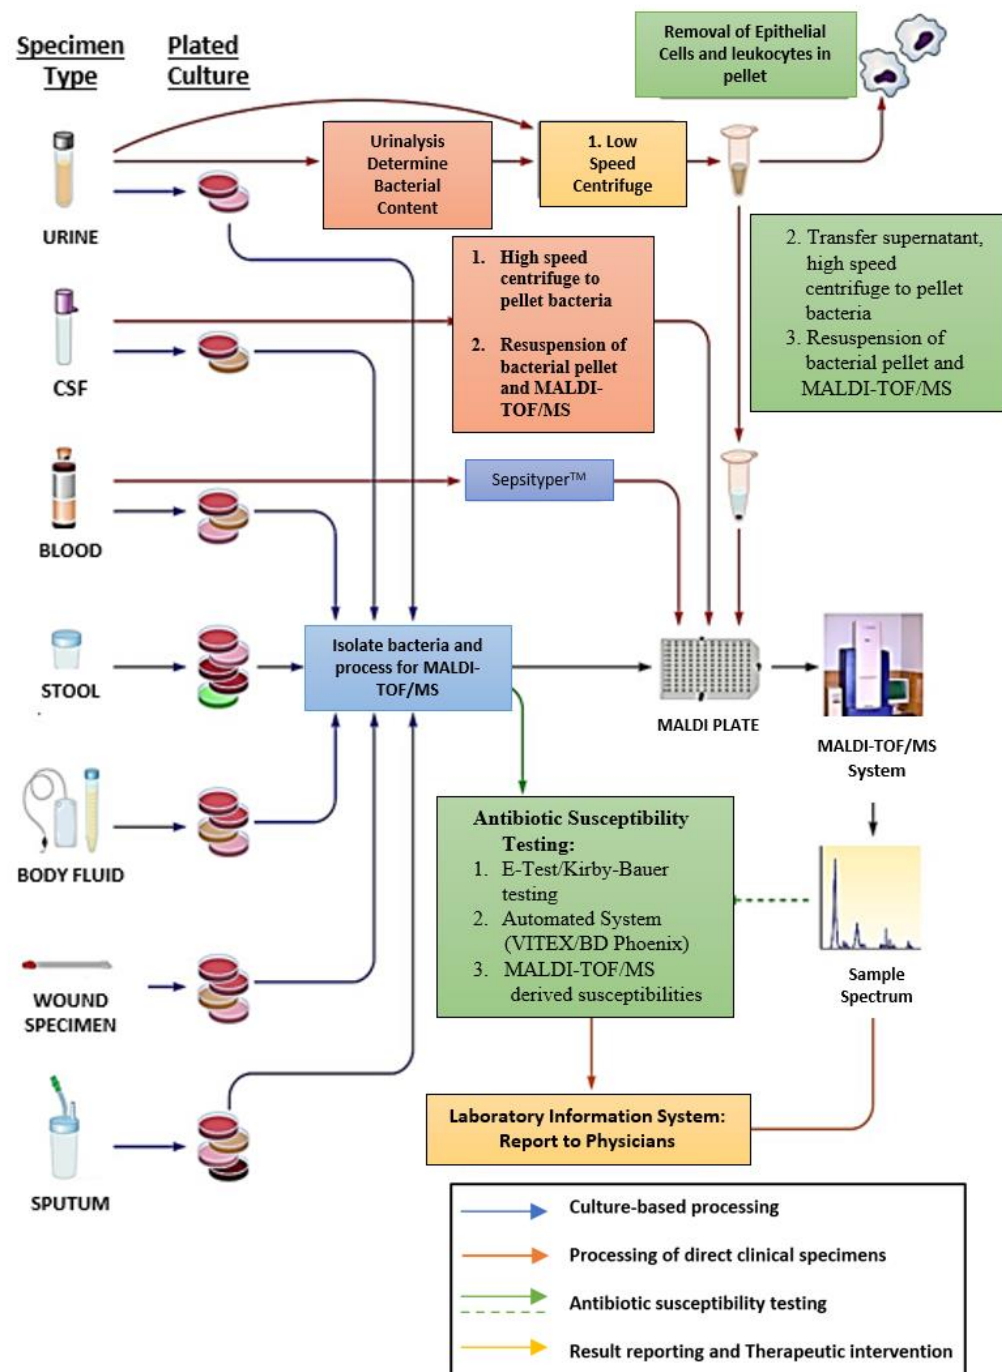 Specimen
Type
Plated
Culture
Removal of Epithelial
Cells and leukocytes in
pellet
Urinalysis
Determine
Bacterial
Content
1. Low
Speed
Centrifuge
URINE
1. High speed
centrifuge to
pellet bacteria
2. Resuspension of
bacterial pellet
and MALDI-
TOF/MS
2. Transfer supernatant,
high speed
centrifuge to pellet
bacteria
3. Resuspension of
bacterial pellet and
MALDI-TOF/MS
CSF
Sepsityper™
BLOOD
Isolate bacteria and
process for MALDI-
TOF/MS
STOOL
MALDI PLATE
MALDI-TOF/MS
System
Antibiotic Susceptibility
Testing:
1. E-Test/Kirby-Bauer
testing
2. Automated System
(VITEX/BD Phoenix)
3. MALDI-TOF/MS
derived susceptibilities
BODY FLUID
Sample
Spectrum
WOUND
SPECIMEN
Laboratory Information System:
Report to Physicians
SPUTUM
Culture-based processing
Processing of direct clinical specimens
Antibiotic susceptibility testing
Result reporting and Therapeutic intervention